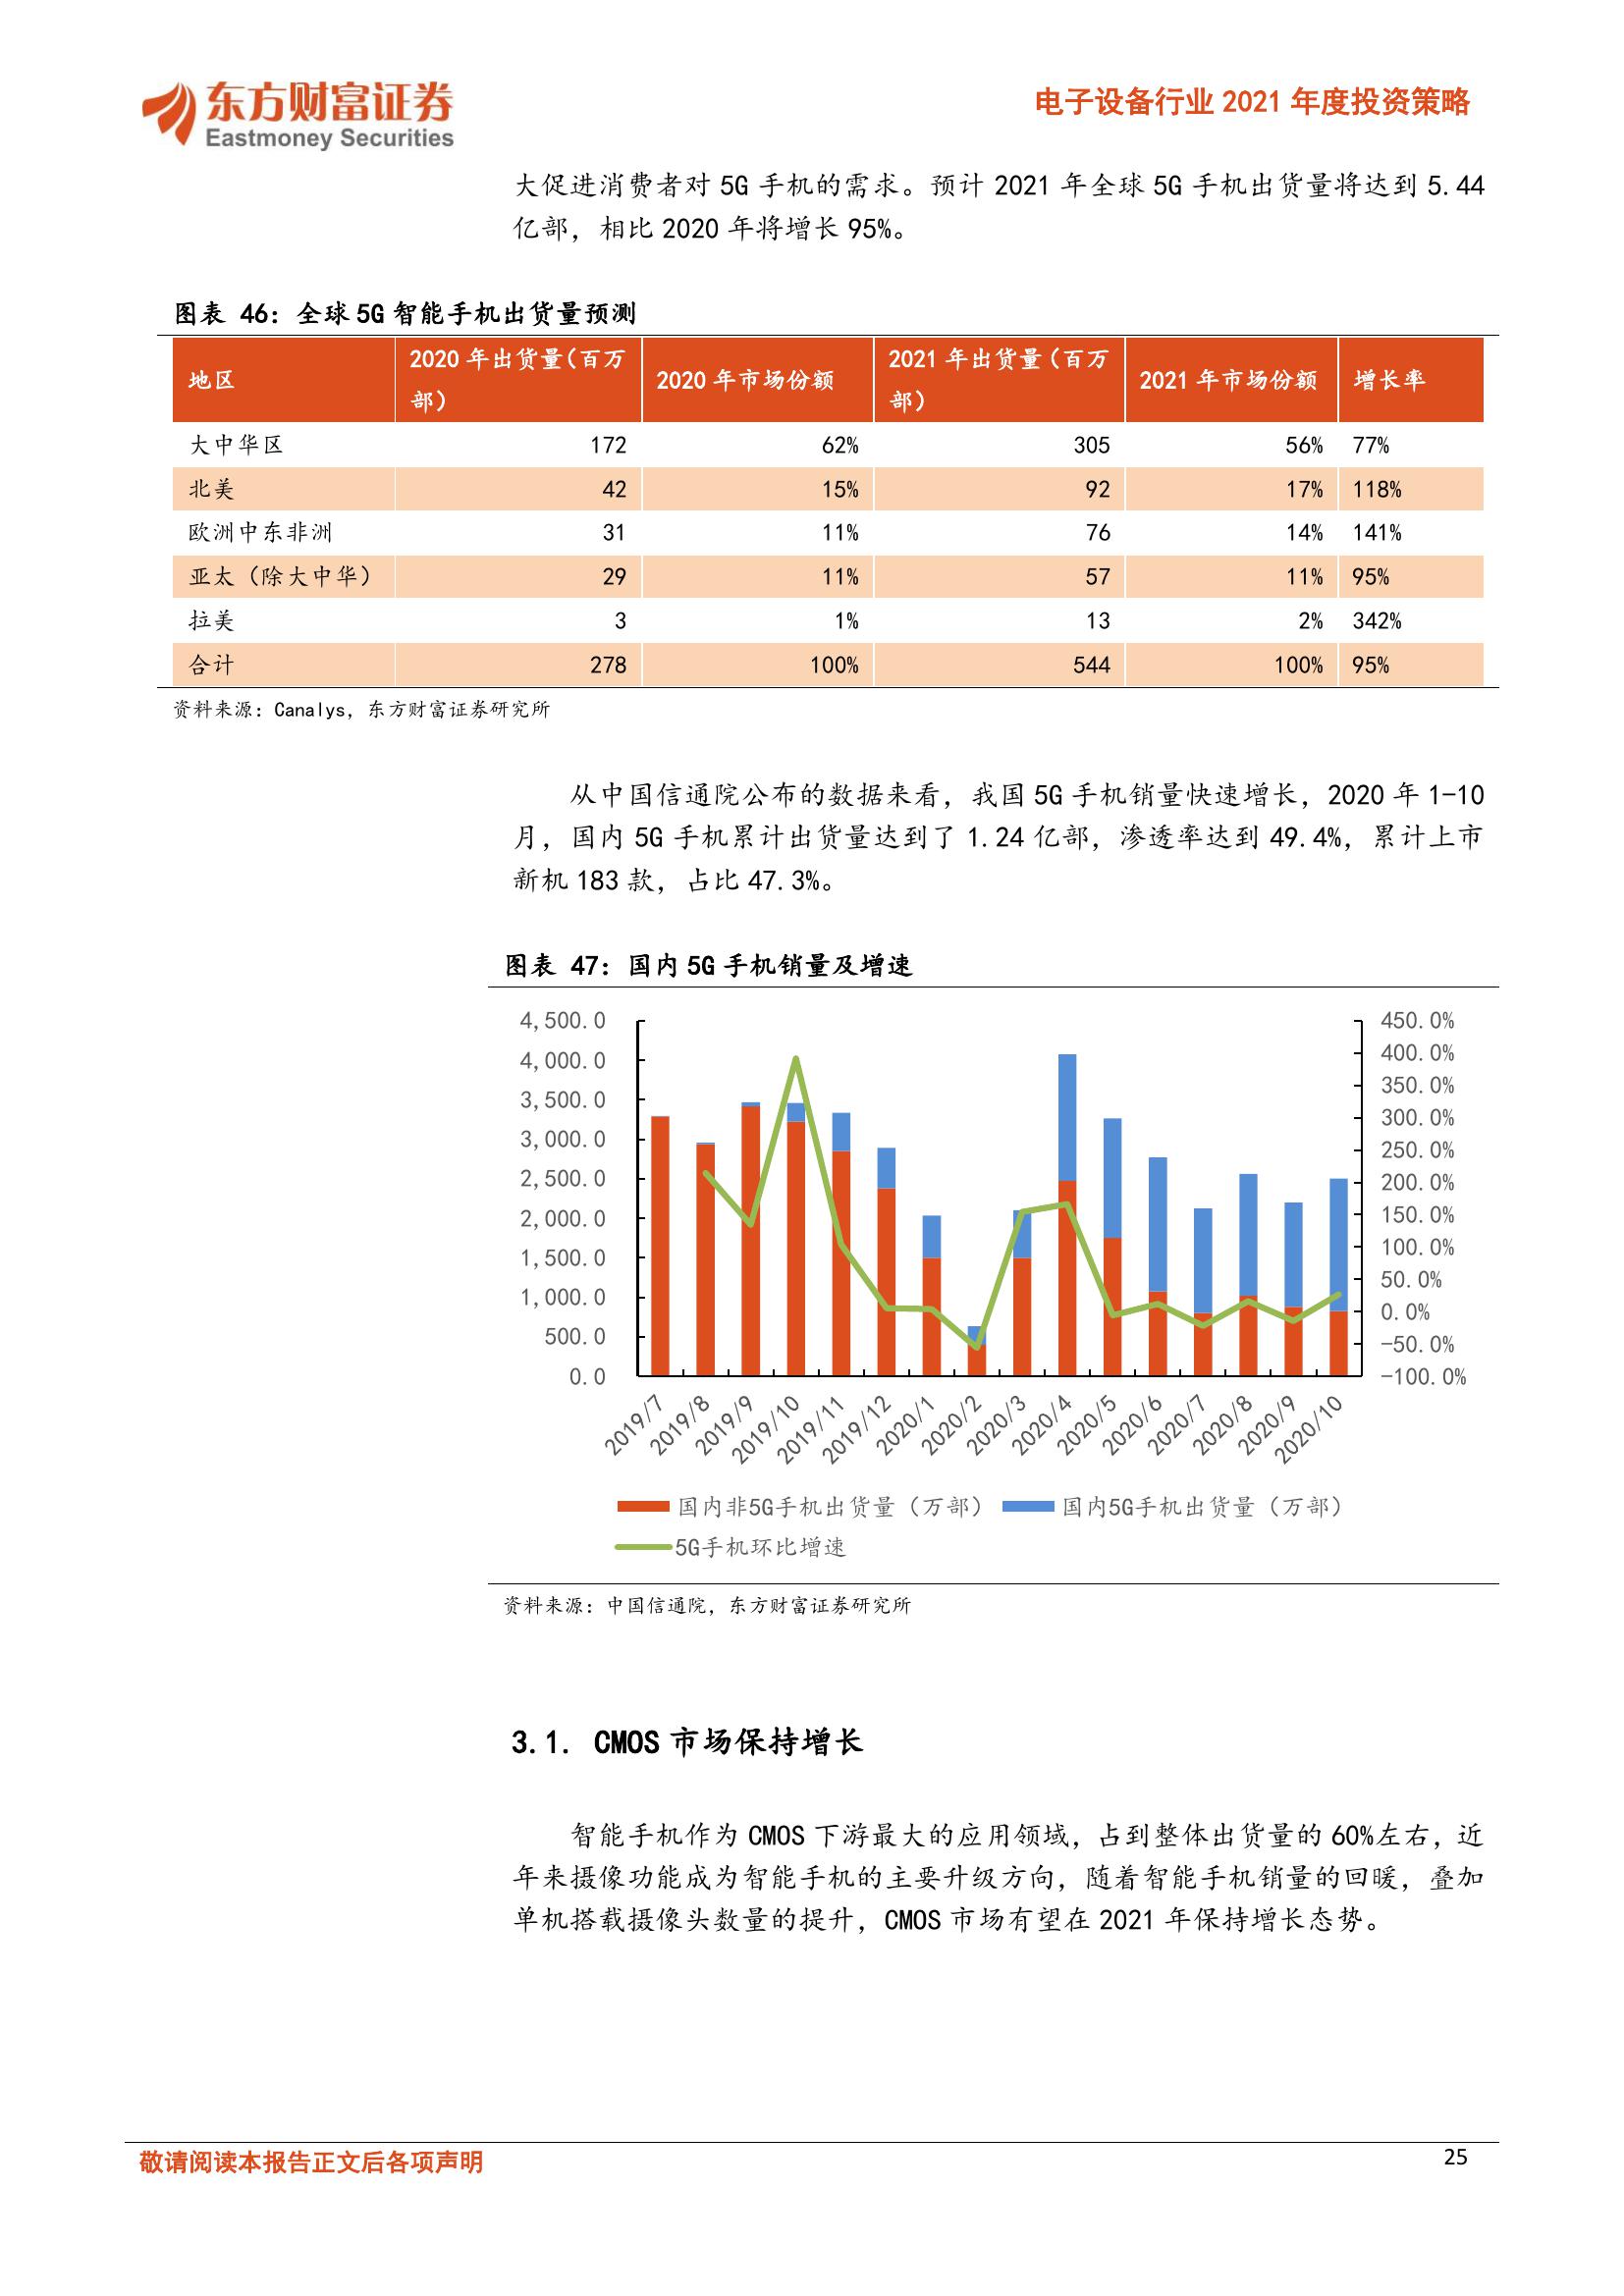 东方财富证券
Eastmoney Securities
电子设备行业 2021 年度投资策略
大促进消费者对 5G 手机的需求。预计 2021 年全球 5G 手机出货量将达到 5.44
亿部，相比 2020 年将增长 95%。
图表 46：全球 5G 智能手机出货量预测
地区 2020 年出货量(百万部） 2020 年市场份额 2021 年出货量（百万部） 2021 年市场份额 增长率
大中华区 172 62% 305 56% 77%
北美 42 15% 92 17% 118%
欧洲中东非洲 31 11% 76 14% 141%
亚太（除大中华） 29 11% 57 11% 95%
拉美 3 1% 13 2% 342%
合计 278 100% 544 100% 95%
资料来源：Canalys，东方财富证券研究所
从中国信通院公布的数据来看，我国 5G 手机销量快速增长，2020 年 1-10
月，国内 5G 手机累计出货量达到了 1.24 亿部，渗透率达到 49.4%，累计上市
新机 183 款，占比 47.3%。
图表 47：国内 5G 手机销量及增速
4,500.0
4,000.0
3,500.0
3,000.0
2,500.0
2,000.0
1,500.0
1,000.0
500.0
0.0
450.0%
400.0%
350.0%
300.0%
250.0%
200.0%
150.0%
100.0%
50.0%
0.0%
-50.0%
-100.0%
2019/7
2019/8
2019/9
2019/10
2019/11
2019/12
2020/1
2020/2
2020/3
2020/4
2020/5
2020/6
2020/7
2020/8
2020/9
2020/10
国内非5G手机出货量（万部） 国内5G手机出货量（万部）
5G手机环比增速
资料来源：中国信通院，东方财富证券研究所
3.1. CMOS 市场保持增长
智能手机作为 CMOS 下游最大的应用领域，占到整体出货量的 60%左右，近
年来摄像功能成为智能手机的主要升级方向，随着智能手机销量的回暖，叠加
单机搭载摄像头数量的提升，CMOS 市场有望在 2021 年保持增长态势。
敬请阅读本报告正文后各项声明
25